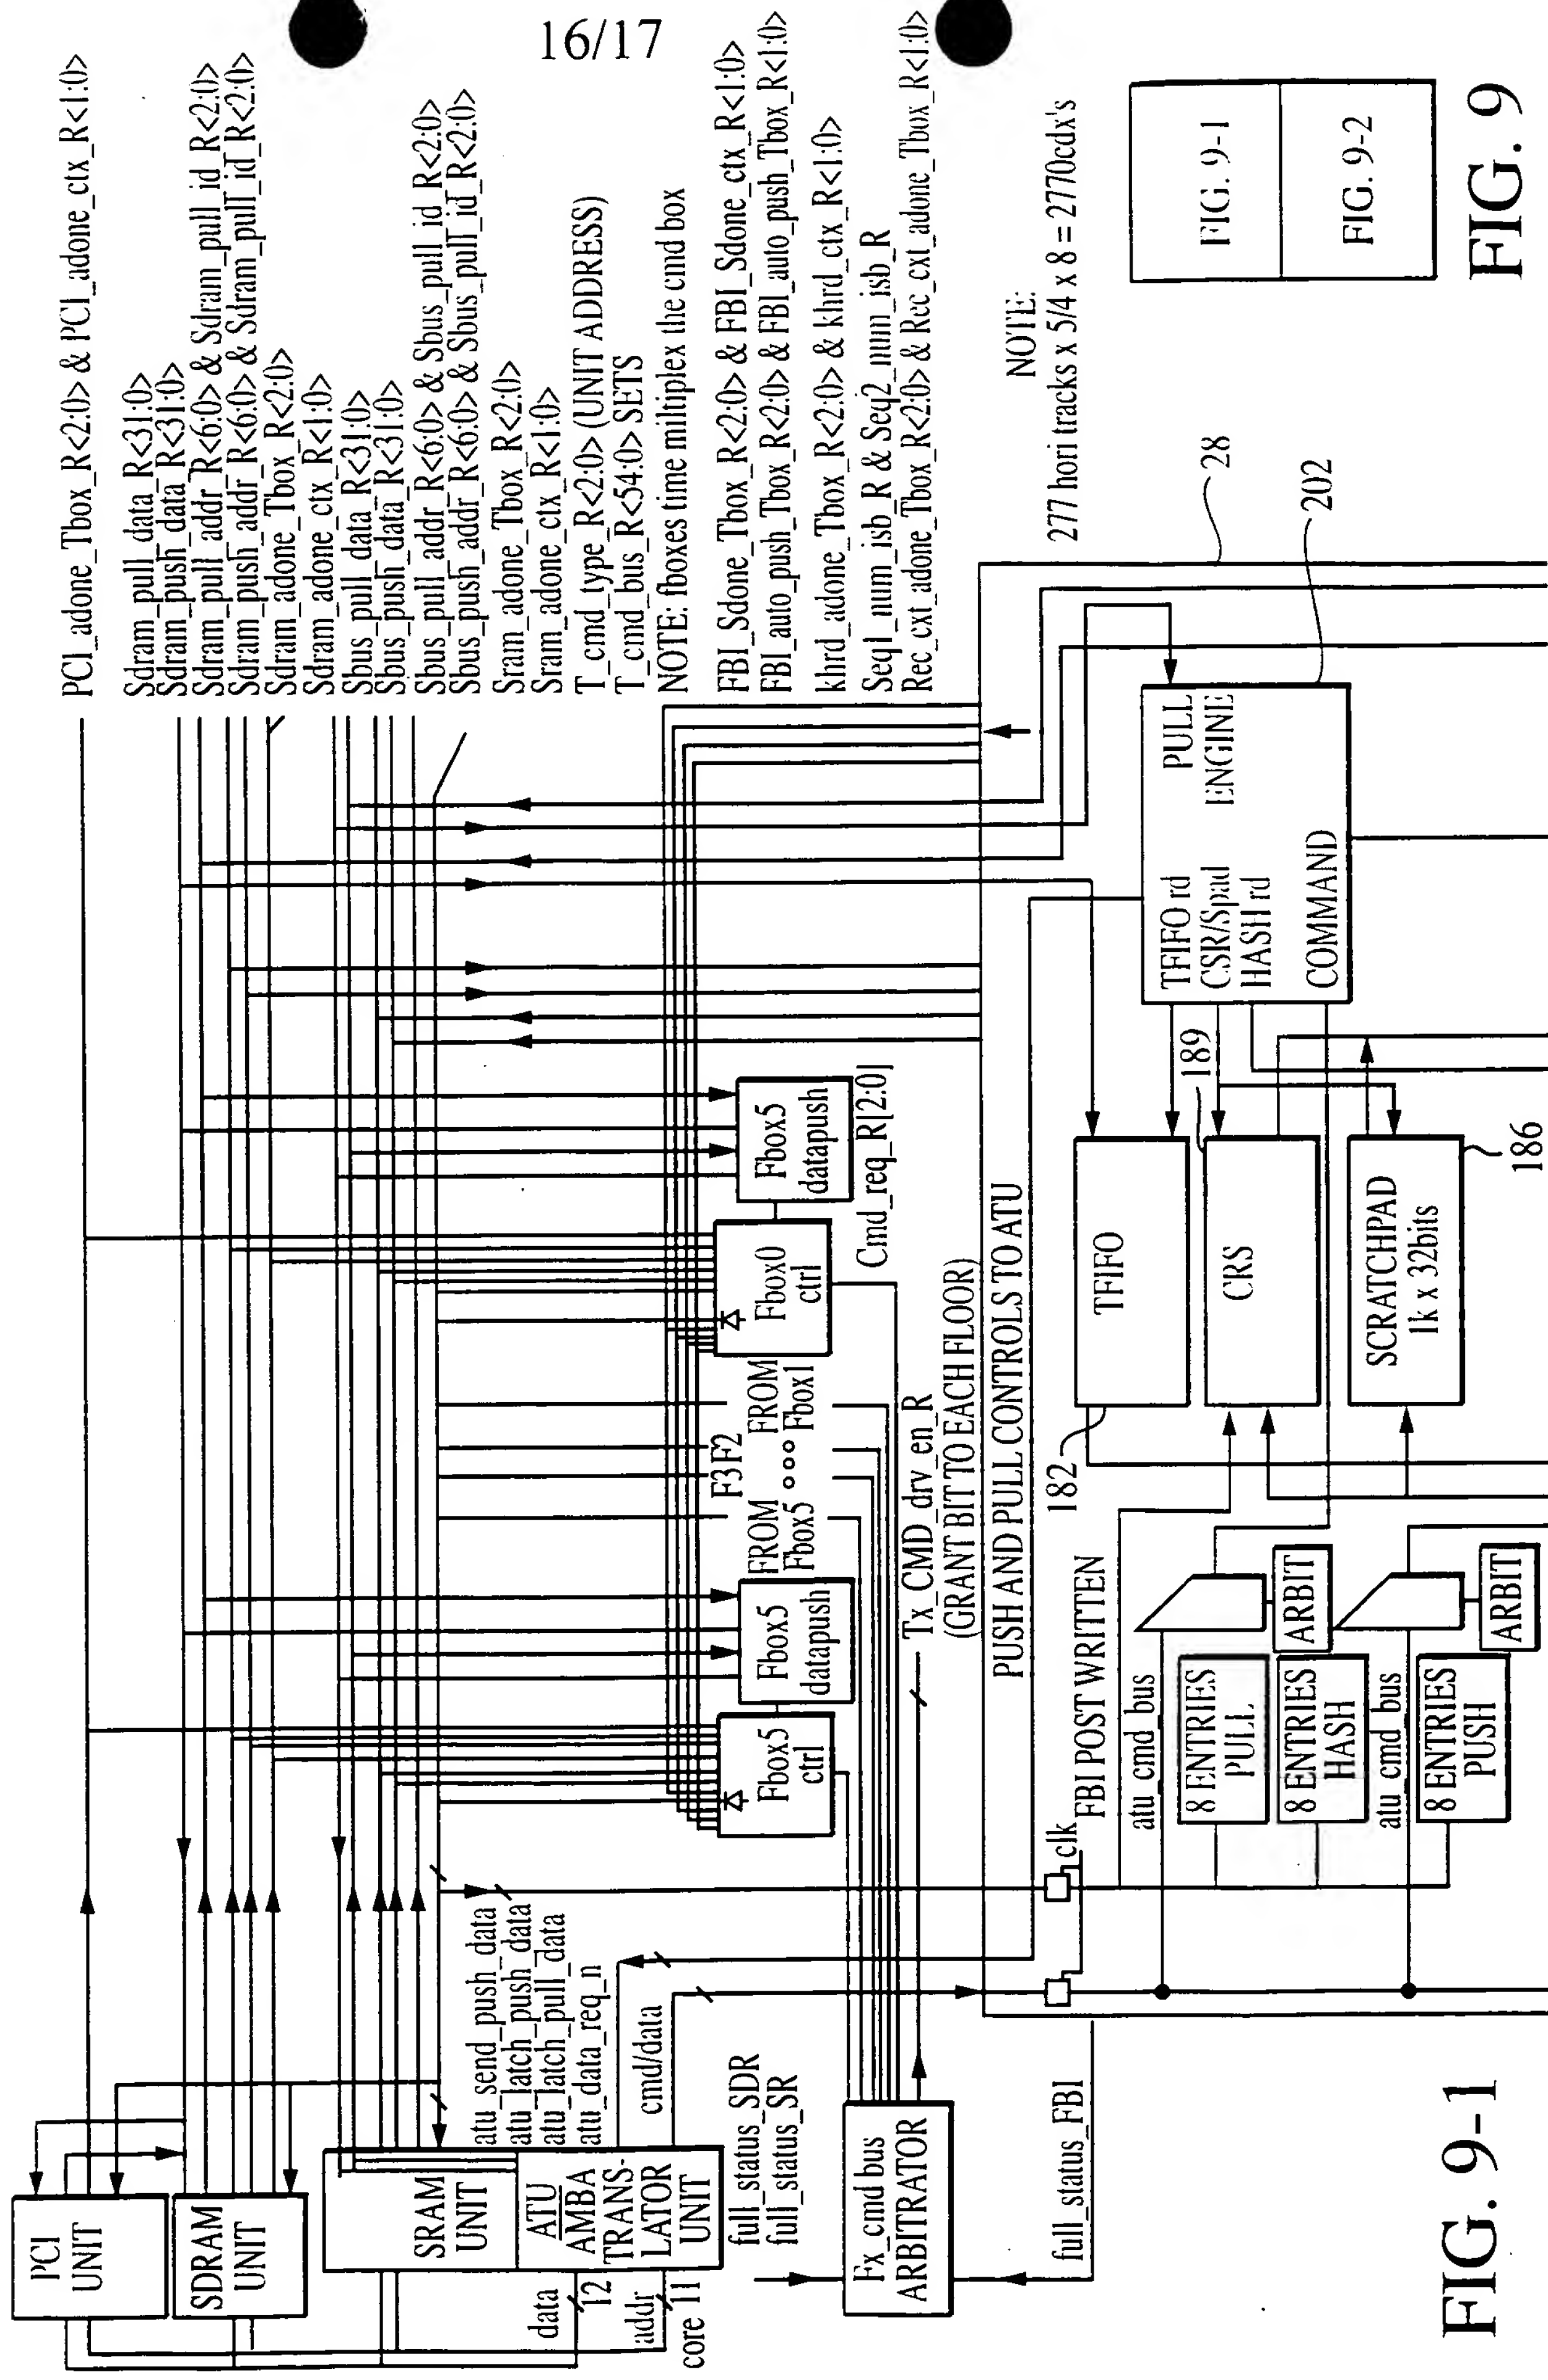 16/17
PCI_adone_Tbox_R<2:0> & PCI_adone_ctx_R<1:0>
Sdram_pull_data_R<31:0>
Sdram_push_data_R<31:0>
Sdram_pull_addr_R<6:0> & Sdram_pull_id_R<2:0>
Sdram_push_addr_R<6:0> & Sdram_pull_id_R<2:0>
Sdram_adone_Tbox_R<2:0>
Sdram_adone_ctx_R<1:0>
Sbus_pull_data_R<31:0>
Sbus_push_data_R<31:0>
Sbus_pull_addr_R<6:0> & Sbus_pull_id_R<2:0>
Sbus_push_addr_R<6:0> & Sbus_pull_id_R<2:0>
Sram_adone_Tbox_R<2:0>
Sram_adone_ctx_R<1:0>
T_cmd_type_R<2:0> (UNIT ADDRESS)
T_cmd_bus_R<54:0> SETS
NOTE: fboxes time miltiplex the cmd box
FBI_Sdone_Tbox_R<2:0> & FBI_Sdone_ctx_R<1:0>
FBI_auto_push_Tbox_R<2:0> & FBI_auto_push_Tbox_R<1:0>
khrd_adone_Tbox_R<2:0> & khrd_ctx_R<1:0>
Seq1_num_isb_R & Seq2_num_isb_R
Rec_cxt_adone_Tbox_R<2:0> & Rec_cxt_adone_Tbox_R<1:0>
NOTE:
277 hori tracks x 5/4 x 8 = 2770cdx's
PCI
UNIT
SDRAM
UNIT
SRAM
UNIT
ATU
AMBA
TRANS-
LATOR
UNIT
data
12
addr
core 11
atu_send_push_data
atu_latch_push_data
atu_latch_pull_data
atu_data_req_n
cmd/data
full_status_SDR
full_status_SR
Fx_cmd bus
ARBITRATOR
full_status_FBI
Fbox5
ctrl
Fbox5
datapush
FROM
Fbox5
F3 F2
FROM
Fbox1
Fbox0
ctrl
Fbox5
datapush
Cmd_req_R[2:0]
Tx_CMD_drv_en_R
(GRANT BIT TO EACH FLOOR)
PUSH AND PULL CONTROLS TO ATU
28
202
PULL
ENGINE
TFIFO rd
CSR/Spad
HASH rd
COMMAND
182
TFIFO
189
CRS
SCRATCHPAD
1k x 32bits
186
clk
FBI POST WRITTEN
atu_cmd_bus
8 ENTRIES
PULL
ARBIT
8 ENTRIES
HASH
atu_cmd_bus
8 ENTRIES
PUSH
ARBIT
FIG. 9-1
FIG. 9-1
FIG. 9-2
FIG. 9